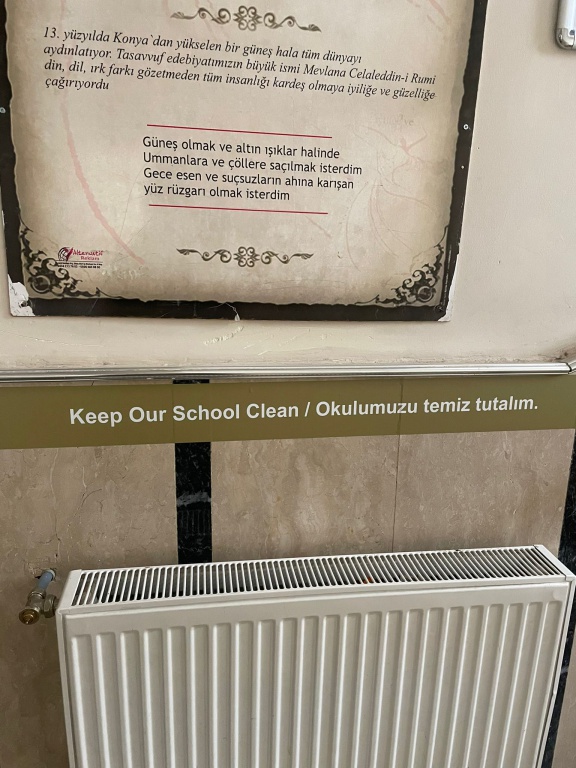 13. yüzyılda Konya`dan yükselen bir güneş hala tüm dünyayı
aydınlatıyor. Tasavvuf edebiyatımızın büyük ismi Mevlana Celaleddin-i Rumi
din, dil, ırk farkı gözetmeden tüm insanlığı kardeş olmaya iyiliğe ve güzelliğe
çağırıyordu
Güneş olmak ve altın ışıklar halinde
Ummanlara ve çöllere saçılmak isterdim
Gece esen ve suçsuzların ahına karışan
yüz rüzgarı olmak isterdim
Alternatif
Reklam
Keep Our School Clean / Okulumuzu temiz tutalım.